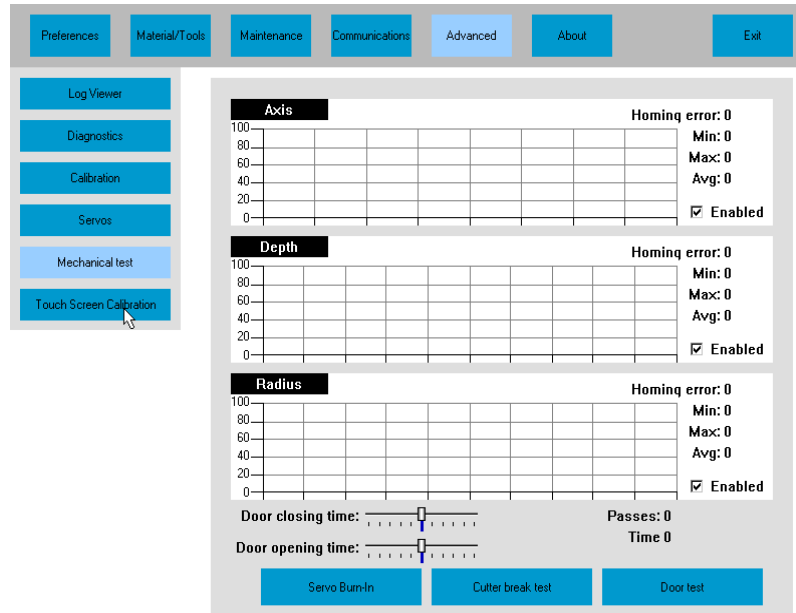 Preferences
Material/Tools
Maintenance
Communications
Advanced
About
Exit
Log Viewer
Diagnostics
Calibration
Servos
Mechanical test
Touch Screen Calibration
Axis
Homing error: 0
Min: 0
Max: 0
Avg: 0
Enabled
100
80
60
40
20
0
Depth
Homing error: 0
Min: 0
Max: 0
Avg: 0
Enabled
100
80
60
40
20
0
Radius
Homing error: 0
Min: 0
Max: 0
Avg: 0
Enabled
100
80
60
40
20
0
Door closing time:
Passes: 0
Time 0
Door opening time:
Servo Burn-In
Cutter break test
Door test